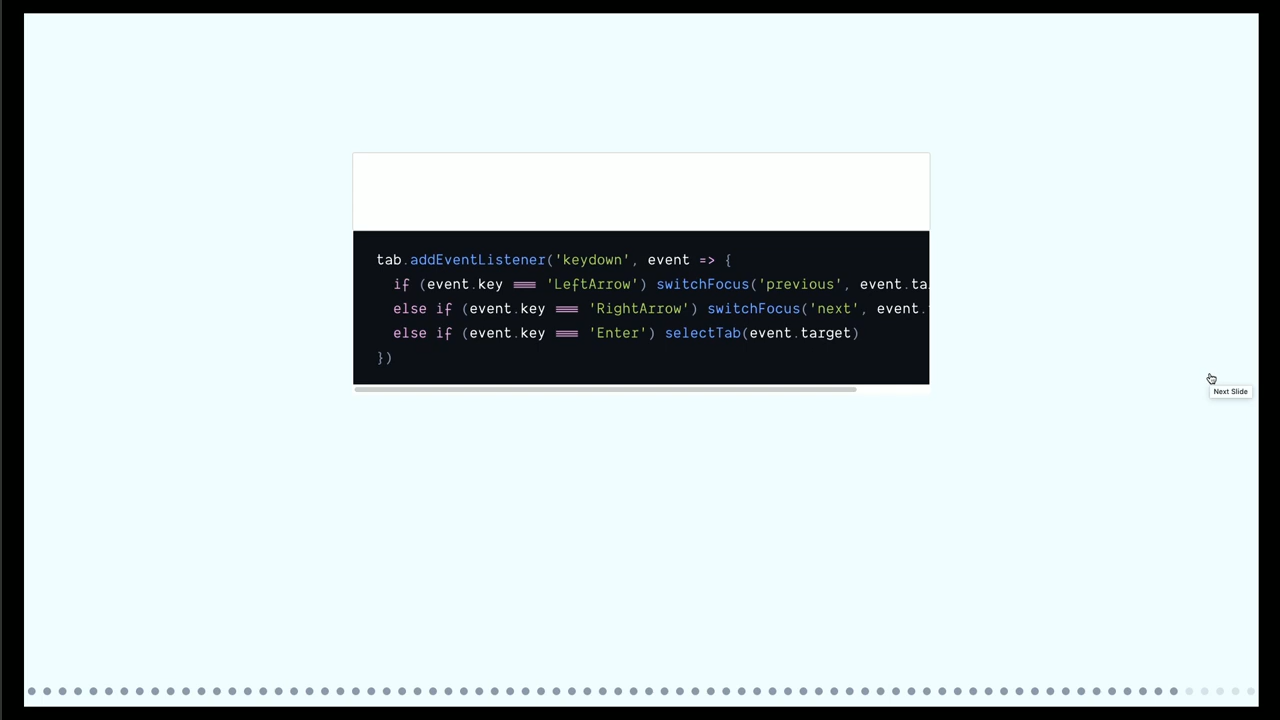 tab.addEventListener('keydown', event => {
if (event.key === 'LeftArrow') switchFocus('previous', event.ta
else if (event.key === 'RightArrow') switchFocus('next', event.
else if (event.key === 'Enter') selectTab(event.target)
})
Next Slide